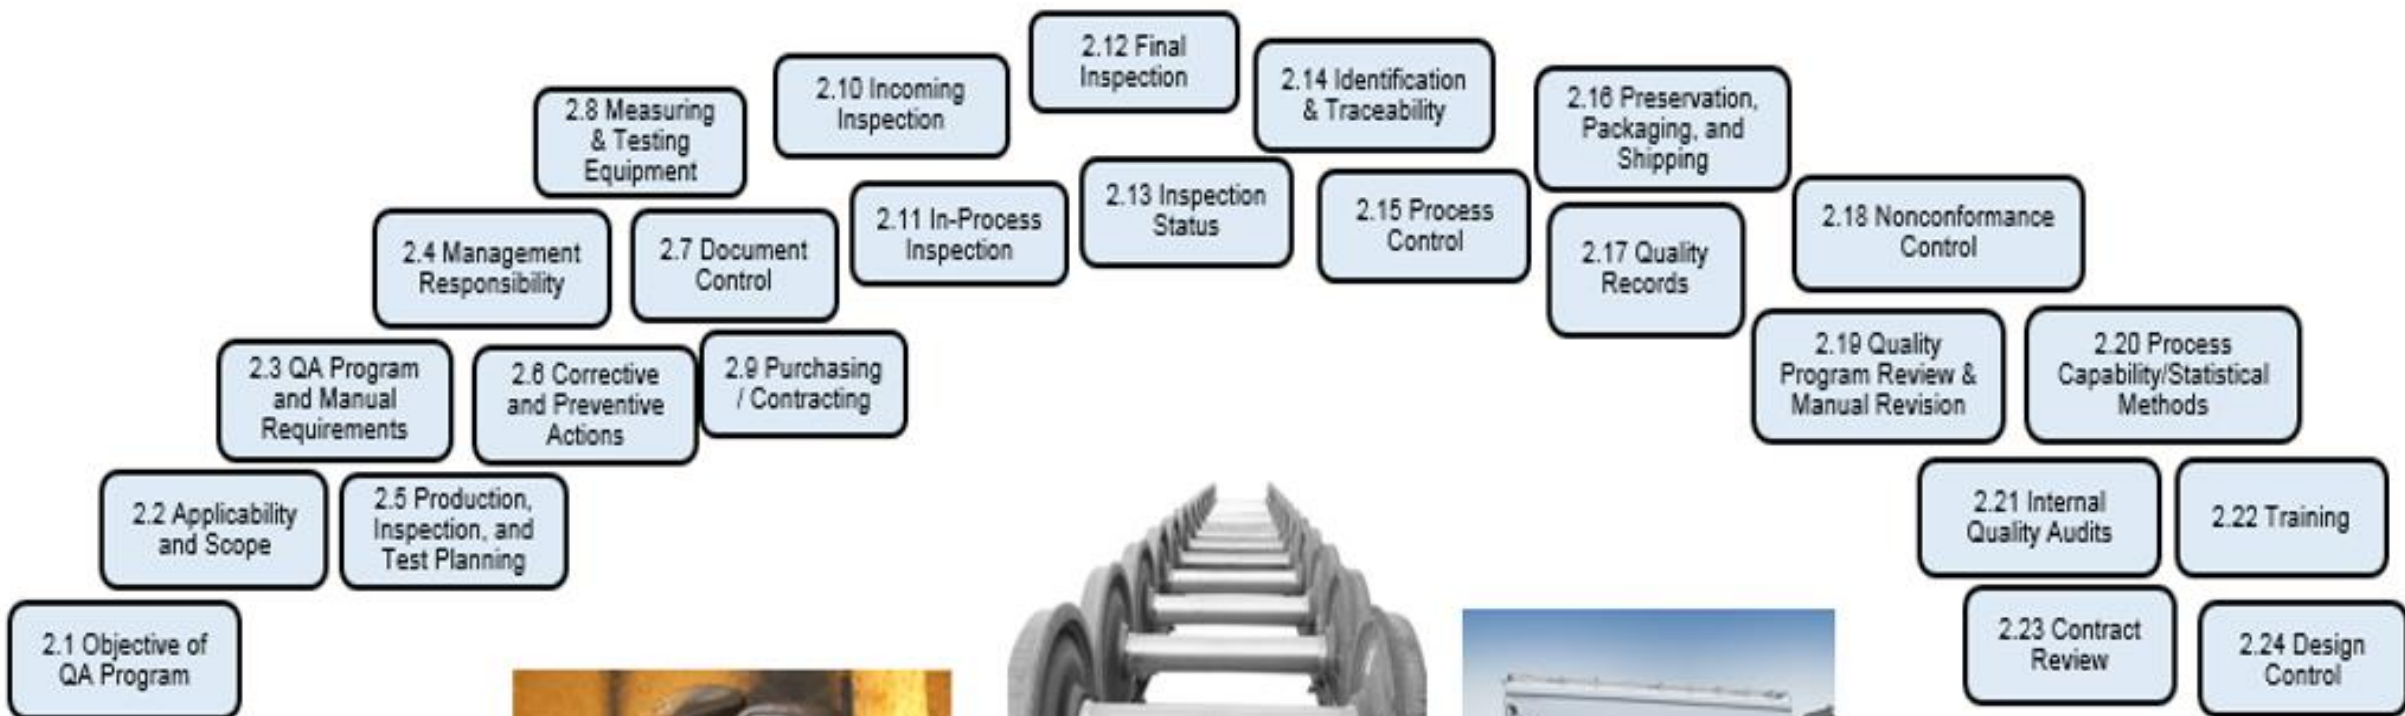 2.1 Objective of
QA Program
2.2 Applicability
and Scope
2.3 QA Program
and Manual
Requirements
2.4 Management
Responsibility
2.5 Production,
Inspection, and
Test Planning
2.6 Corrective
and Preventive
Actions
2.7 Document
Control
2.8 Measuring
& Testing
Equipment
2.9 Purchasing
/ Contracting
2.10 Incoming
Inspection
2.11 In-Process
Inspection
2.12 Final
Inspection
2.13 Inspection
Status
2.14 Identification
& Traceability
2.15 Process
Control
2.16 Preservation,
Packaging, and
Shipping
2.17 Quality
Records
2.18 Nonconformance
Control
2.19 Quality
Program Review &
Manual Revision
2.20 Process
Capability/Statistical
Methods
2.21 Internal
Quality Audits
2.22 Training
2.23 Contract
Review
2.24 Design
Control